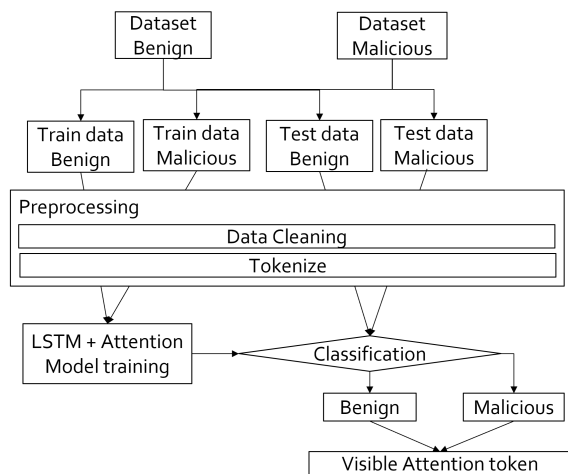 Dataset
Benign
Dataset
Malicious
Train data
Benign
Train data
Malicious
Test data
Benign
Test data
Malicious
Preprocessing
Data Cleaning
Tokenize
LSTM + Attention
Model training
Classification
Benign
Malicious
Visible Attention token